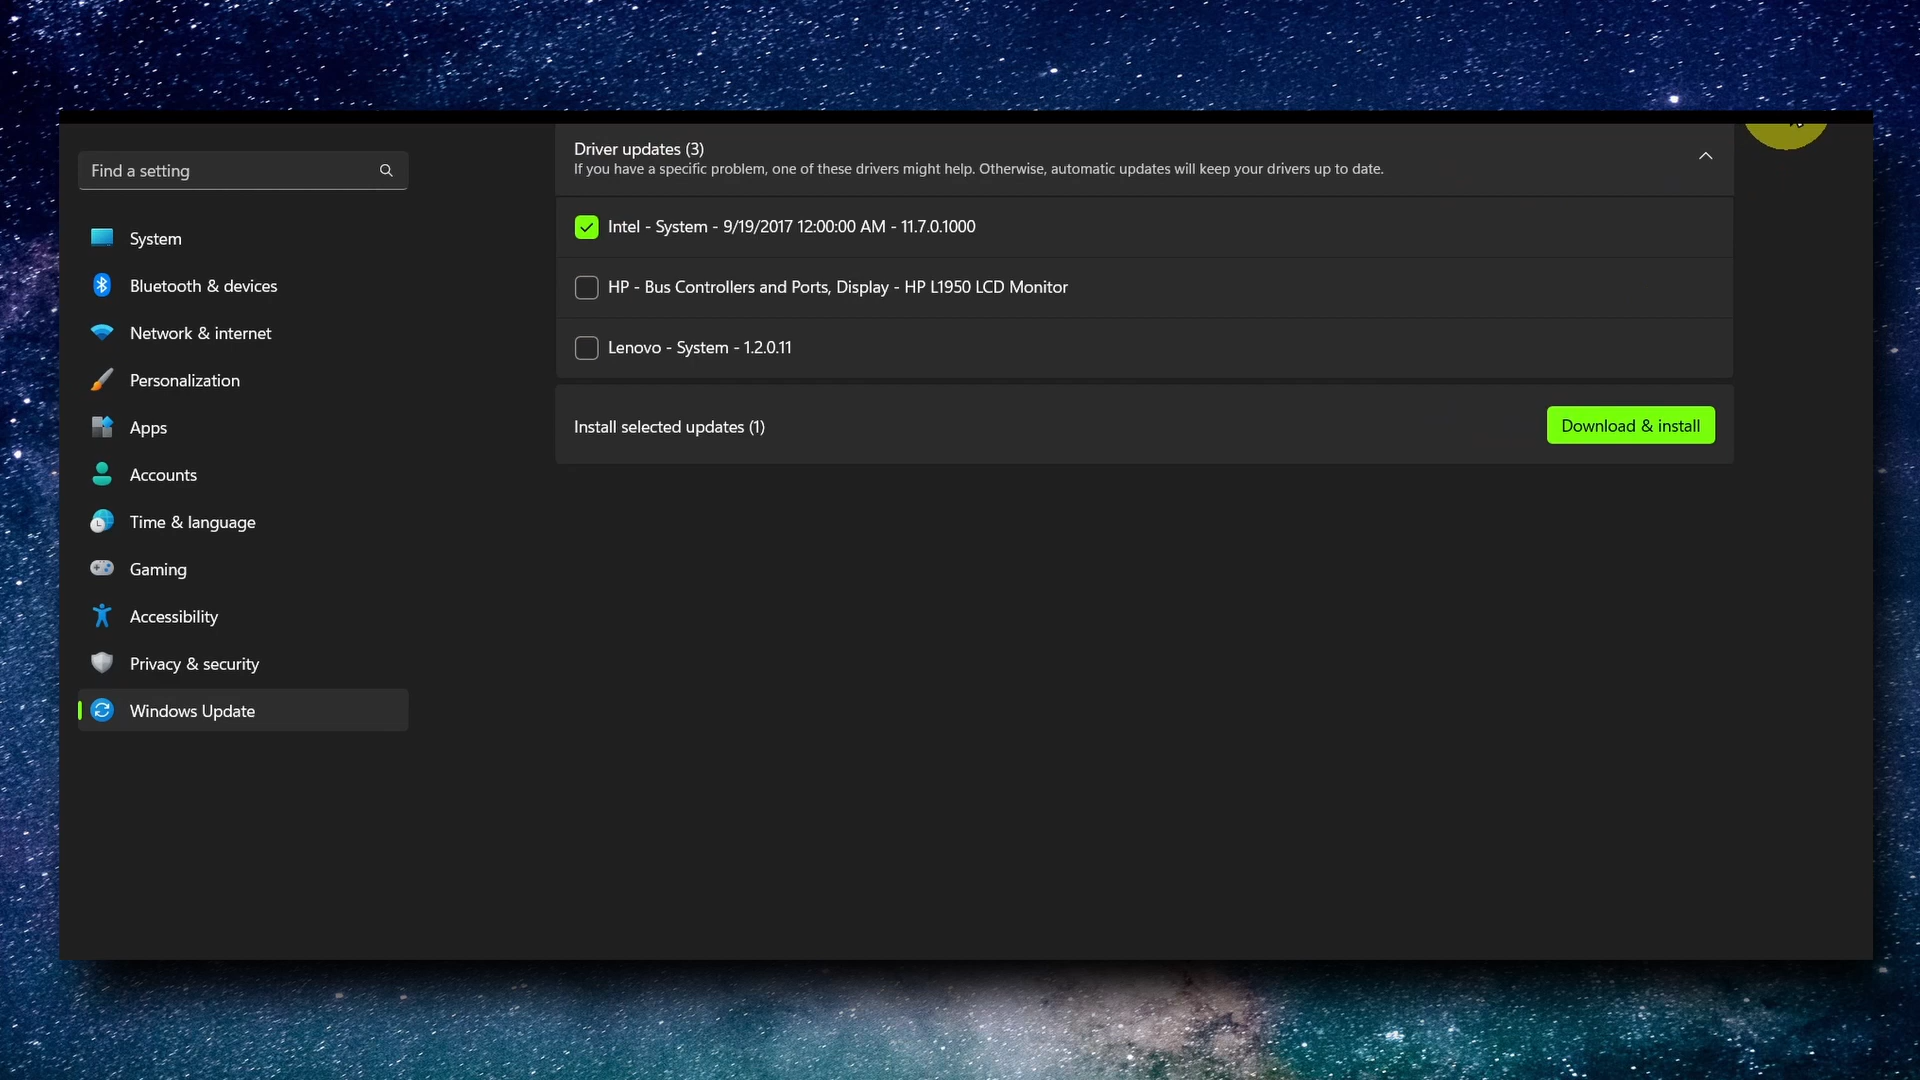 Find a setting
System
Bluetooth & devices
Network & internet
Personalization
Apps
Accounts
Time & language
Gaming
Accessibility
Privacy & security
Windows Update
Driver updates (3)
If you have a specific problem, one of these drivers might help. Otherwise, automatic updates will keep your drivers up to date.
Intel - System - 9/19/2017 12:00:00 AM - 11.7.0.1000
HP - Bus Controllers and Ports, Display - HP L1950 LCD Monitor
Lenovo - System - 1.2.0.11
Install selected updates (1)
Download & install